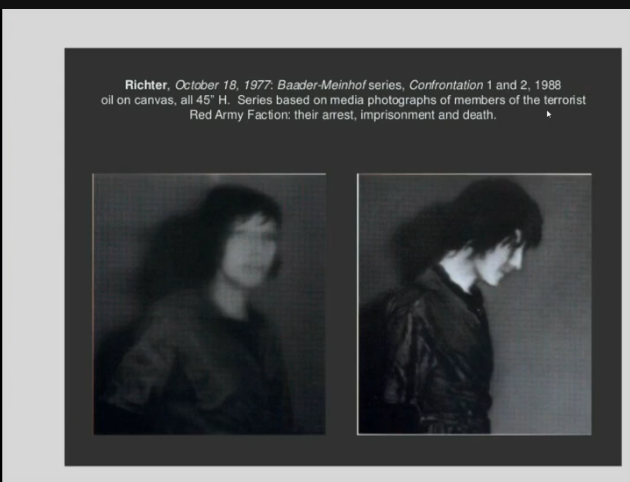 Richter, October 18, 1977: Baader-Meinhof series, Confrontation 1 and 2, 1988
oil on canvas, all 45" H. Series based on media photographs of members of the terrorist
Red Army Faction: their arrest, imprisonment and death.